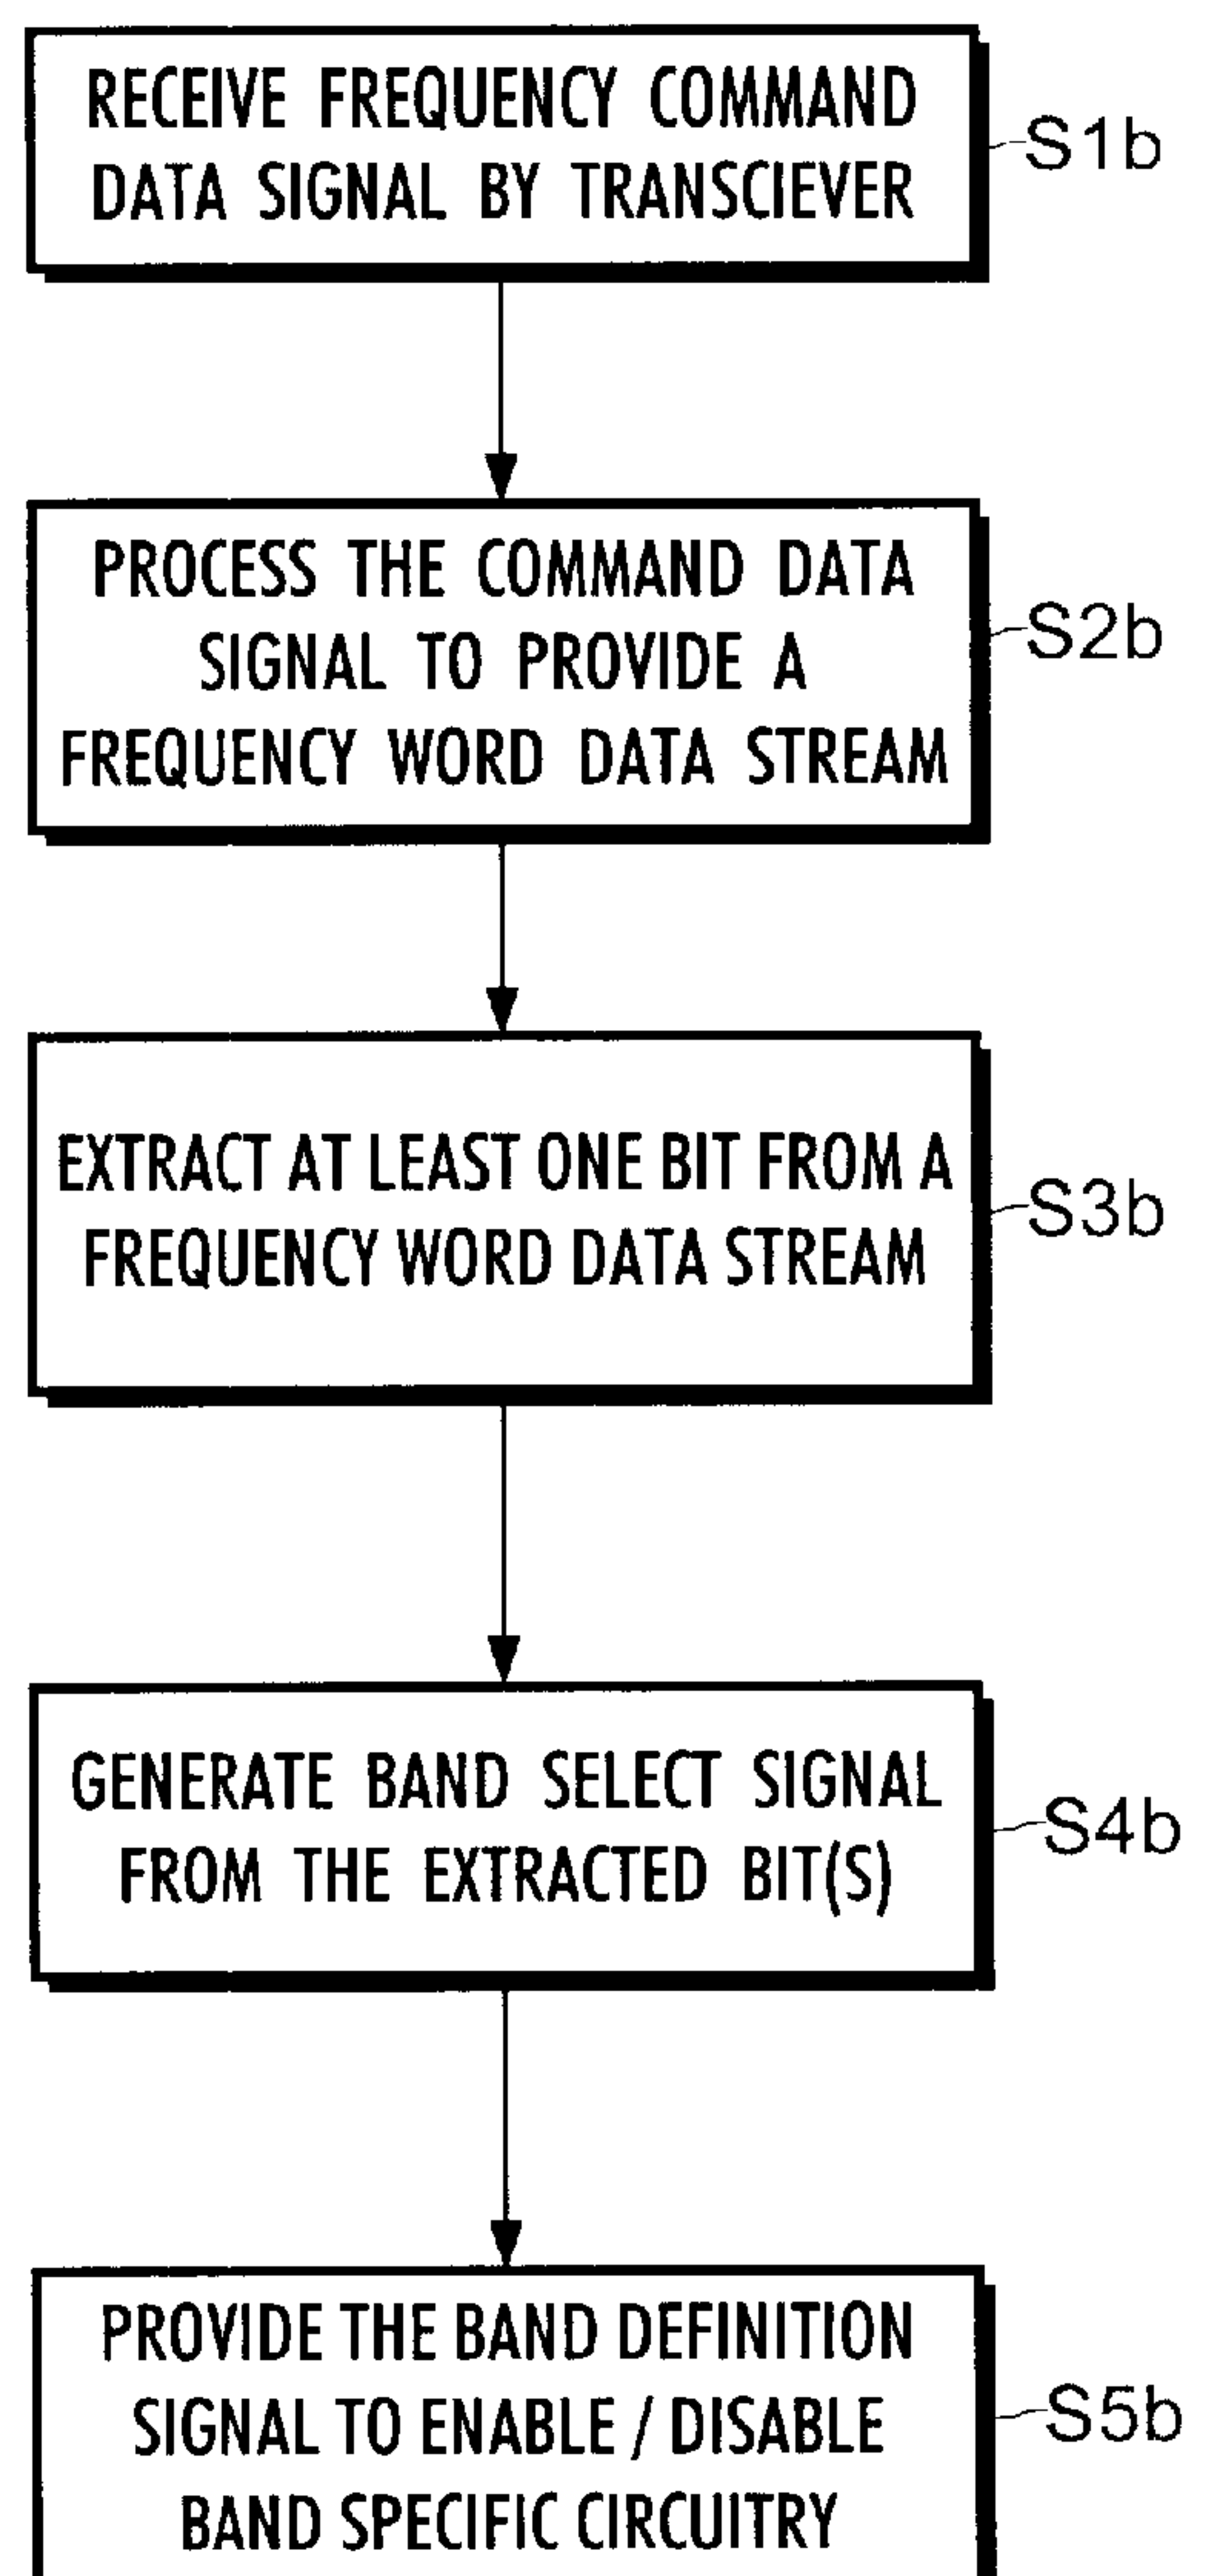 RECEIVE FREQUENCY COMMAND
DATA SIGNAL BY TRANSCIEVER
S1b
PROCESS THE COMMAND DATA
SIGNAL TO PROVIDE A
FREQUENCY WORD DATA STREAM
S2b
EXTRACT AT LEAST ONE BIT FROM A
FREQUENCY WORD DATA STREAM
S3b
GENERATE BAND SELECT SIGNAL
FROM THE EXTRACTED BIT(S)
S4b
PROVIDE THE BAND DEFINITION
SIGNAL TO ENABLE / DISABLE
BAND SPECIFIC CIRCUITRY
S5b